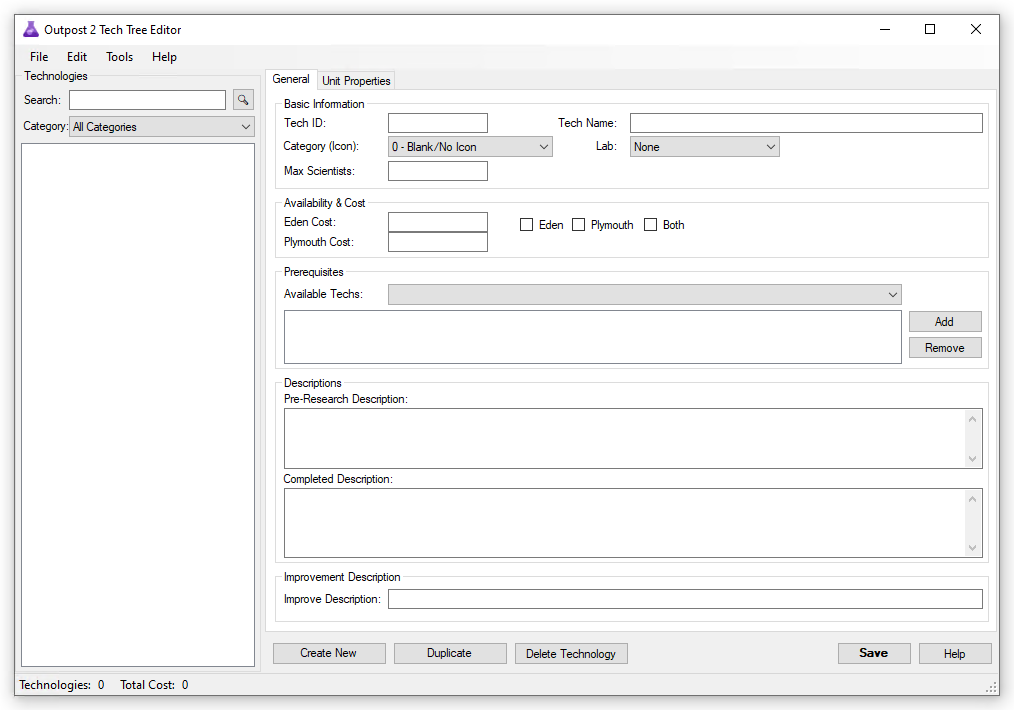 Outpost 2 Tech Tree Editor
File Edit Tools Help
Technologies
Search:
Category: All Categories
General Unit Properties
Basic Information
Tech ID: Tech Name:
Category (Icon): 0 - Blank/No Icon Lab: None
Max Scientists:
Availability & Cost
Eden Cost: Eden Plymouth Both
Plymouth Cost:
Prerequisites
Available Techs:
Add
Remove
Descriptions
Pre-Research Description:
Completed Description:
Improvement Description
Improve Description:
Create New Duplicate Delete Technology Save Help
Technologies: 0 Total Cost: 0